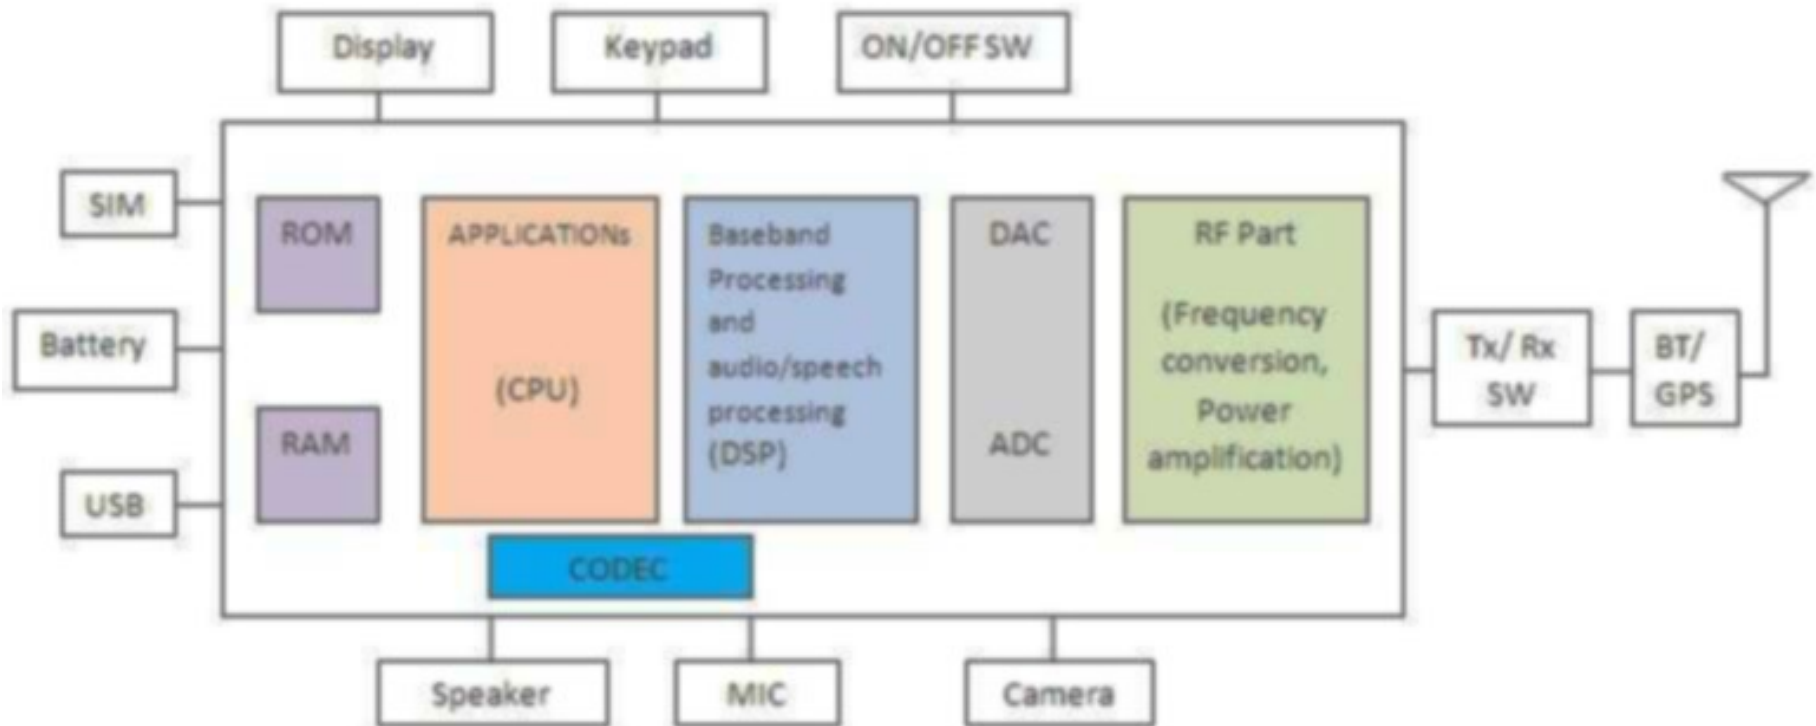 Display
Keypad
ON/OFF SW
SIM
Battery
USB
ROM
RAM
APPLICATIONs
(CPU)
Baseband
Processing
and
audio/speech
processing
(DSP)
DAC
ADC
RF Part
(Frequency
conversion,
Power
amplification)
Tx/ Rx
SW
BT/
GPS
CODEC
Speaker
MIC
Camera